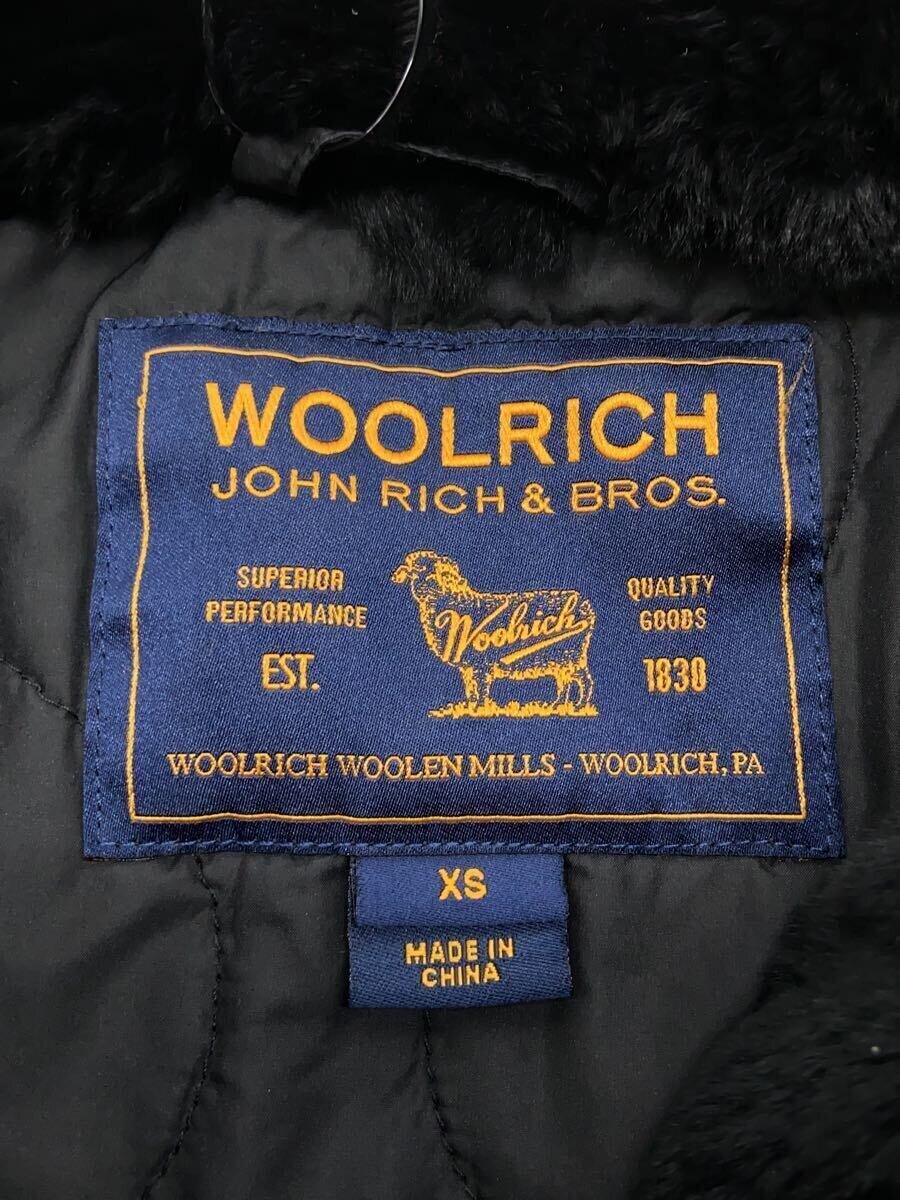 WOOLRICH
JOHN RICH & BROS.
SUPERIOR
PERFORMANCE
EST.
Woolrich
QUALITY
GOODS
1830
WOOLRICH WOOLEN MILLS - WOOLRICH, PA
XS
MADE IN
CHINA